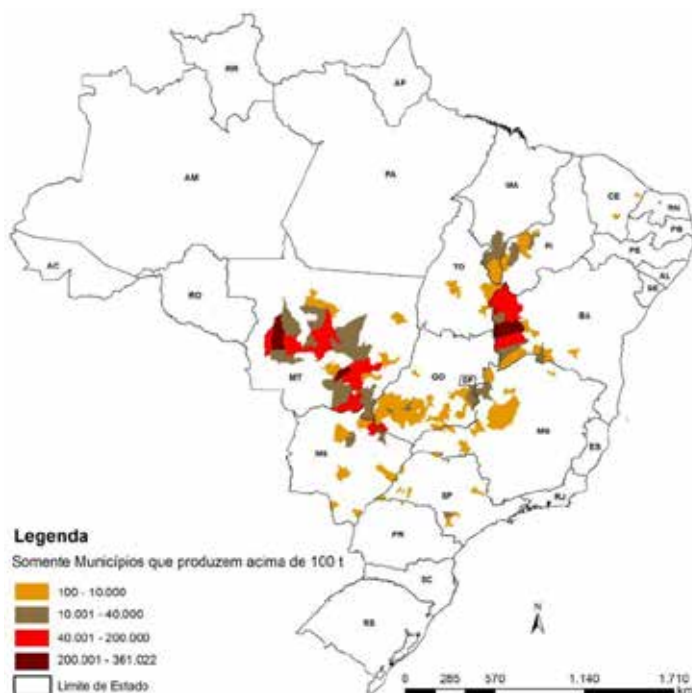 RR
AP
AM
PA
MA
CE
RN
PB
PE
AL
SE
PI
TO
AC
RO
BA
MT
GO
DF
MG
ES
MS
SP
RJ
PR
SC
RS
Legenda
Somente Municípios que produzem acima de 100 t
100 - 10.000
10.001 - 40.000
40.001 - 200.000
200.001 - 361.022
Limite de Estado
N
0 285 570 1.140 1.710